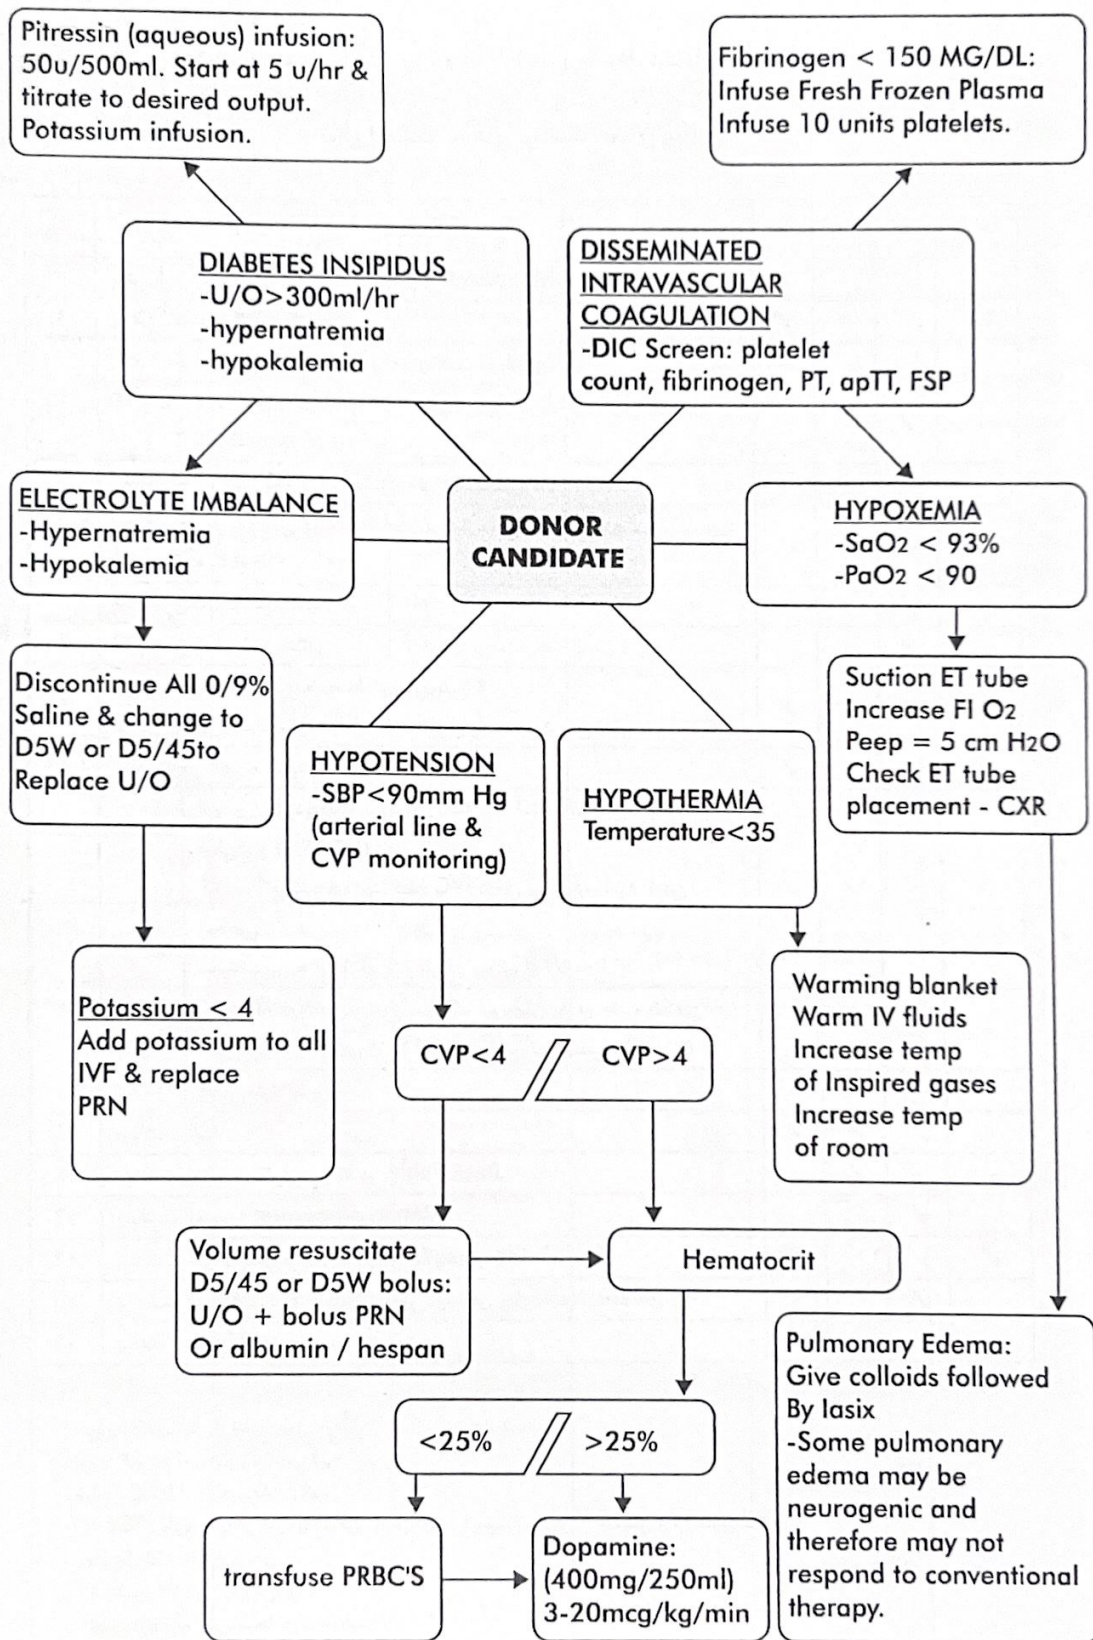 Pitressin (aqueous) infusion:
50u/500ml. Start at 5 u/hr &
titrate to desired output.
Potassium infusion.
Fibrinogen < 150 MG/DL:
Infuse Fresh Frozen Plasma
Infuse 10 units platelets.
DIABETES INSIPIDUS
-U/O>300ml/hr
-hypernatremia
-hypokalemia
DISSEMINATED
INTRAVASCULAR
COAGULATION
-DIC Screen: platelet
count, fibrinogen, PT, apTT, FSP
ELECTROLYTE IMBALANCE
-Hypernatremia
-Hypokalemia
DONOR
CANDIDATE
HYPOXEMIA
-SaO2 < 93%
-PaO2 < 90
Discontinue All 0/9%
Saline & change to
D5W or D5/45to
Replace U/O
HYPOTENSION
-SBP<90mm Hg
(arterial line &
CVP monitoring)
HYPOTHERMIA
Temperature<35
Suction ET tube
Increase FI O2
Peep = 5 cm H2O
Check ET tube
placement - CXR
Potassium < 4
Add potassium to all
IVF & replace
PRN
CVP<4 // CVP>4
Warming blanket
Warm IV fluids
Increase temp
of Inspired gases
Increase temp
of room
Volume resuscitate
D5/45 or D5W bolus:
U/O + bolus PRN
Or albumin / hespan
Hematocrit
<25% // >25%
Pulmonary Edema:
Give colloids followed
By lasix
-Some pulmonary
edema may be
neurogenic and
therefore may not
respond to conventional
therapy.
transfuse PRBC'S
Dopamine:
(400mg/250ml)
3-20mcg/kg/min